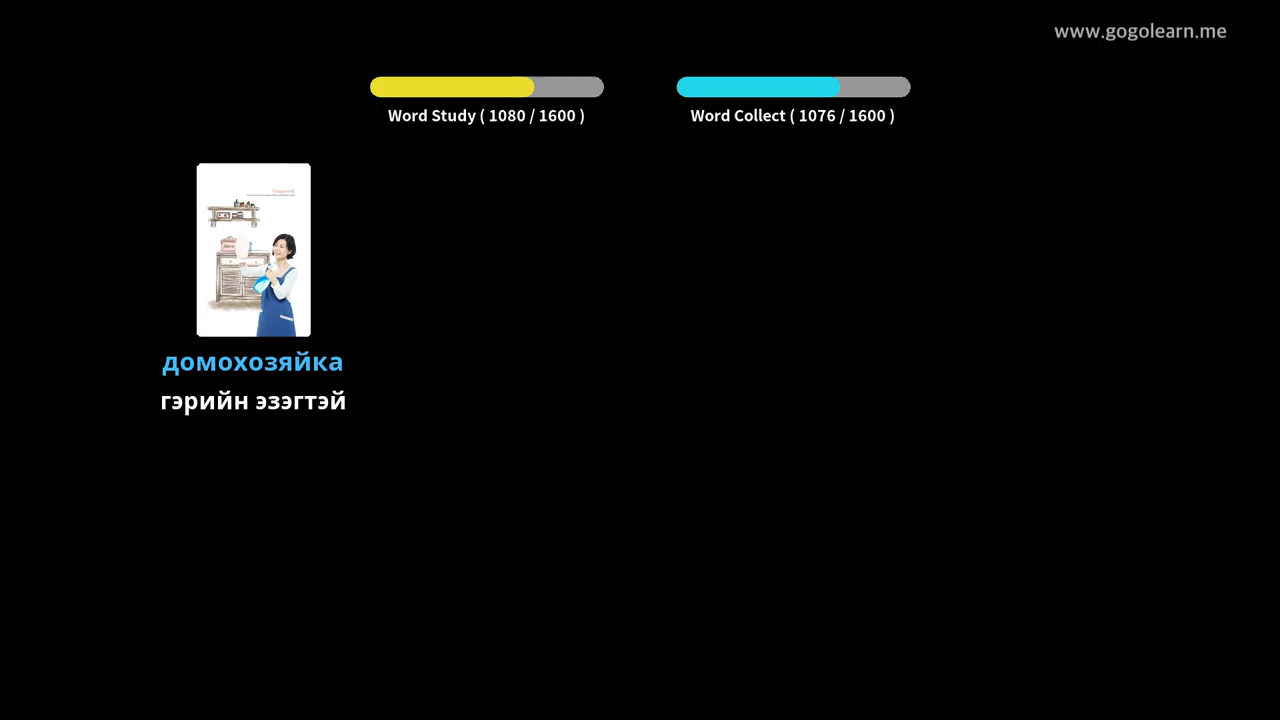 www.gogolearn.me
Word Study ( 1080 / 1600 )
Word Collect ( 1076 / 1600 )
домохозяйка
гэрийн эзэгтэй